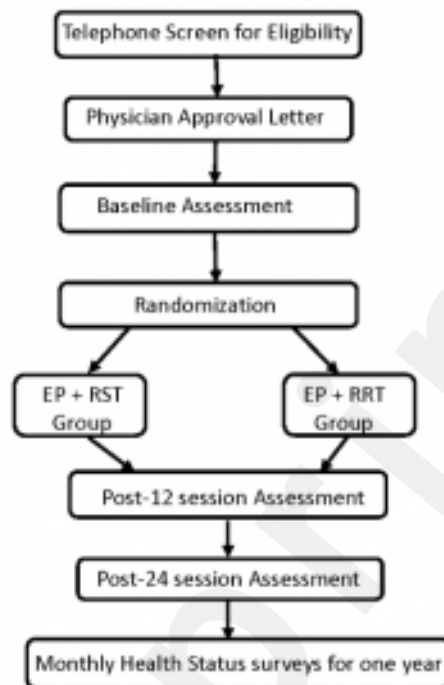 Telephone Screen for Eligibility
Physician Approval Letter
Baseline Assessment
Randomization
EP + RST
Group
EP + RRT
Group
Post-12 session Assessment
Post-24 session Assessment
Monthly Health Status surveys for one year